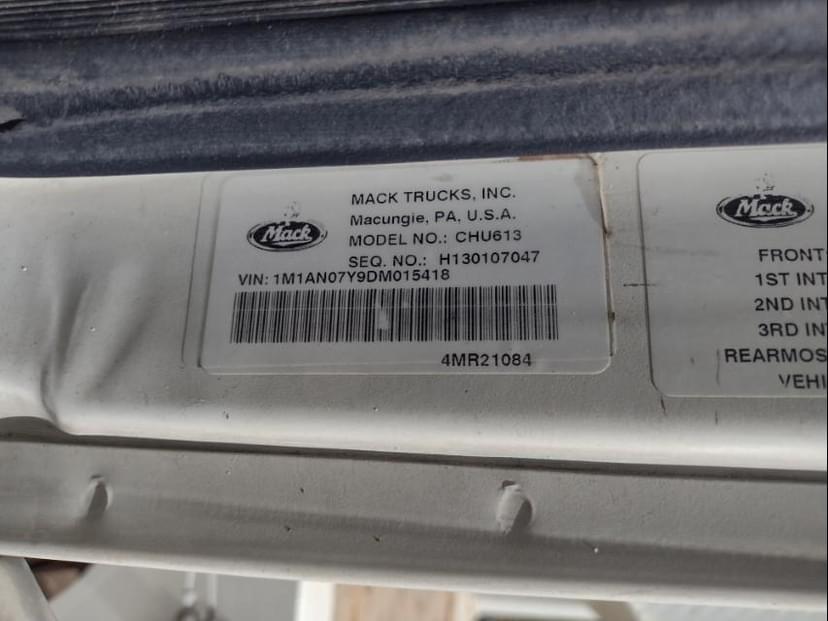 MACK TRUCKS, INC.
Macungie, PA, U.S.A.
Mack
MODEL NO.: CHU613
SEQ. NO.: H130107047
VIN: 1M1AN07Y9DM015418
4MR21084
Mack
FRONT
1ST INT
2ND INT
3RD INT
REARMOS
VEHI